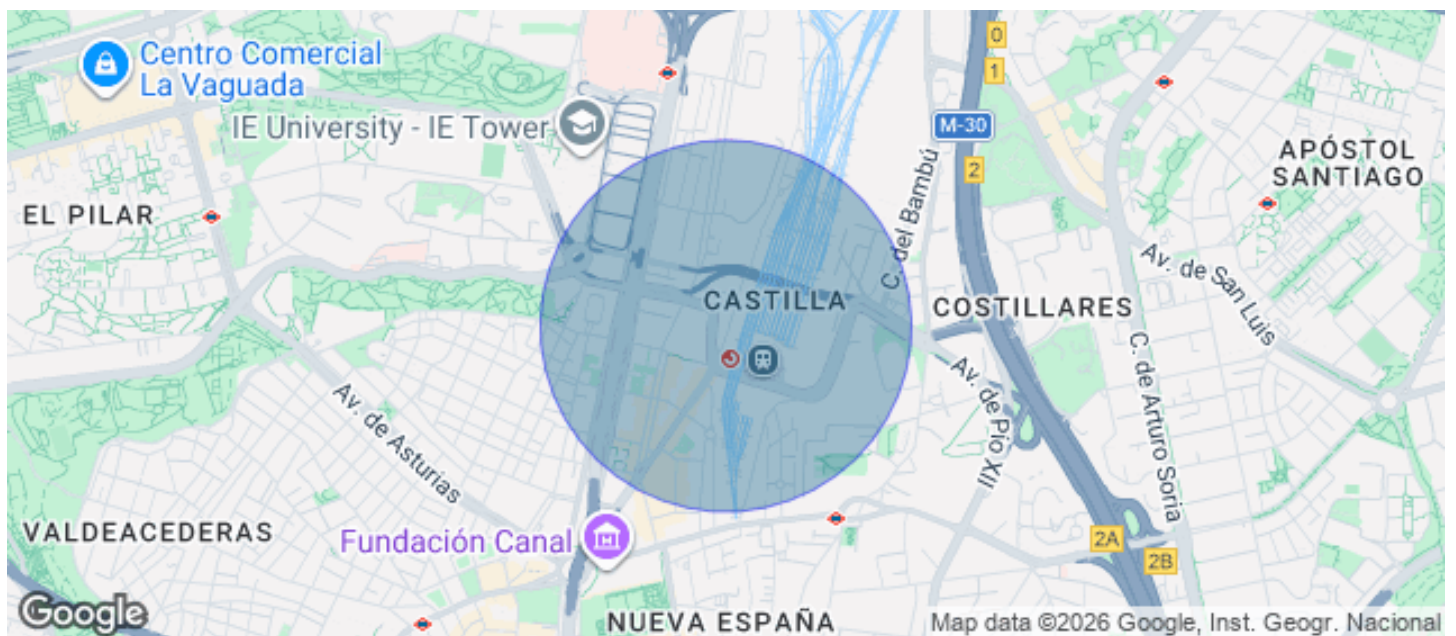 Centro Comercial
La Vaguada
IE University - IE Tower
0
1
M-30
2
APÓSTOL
SANTIAGO
EL PILAR
C. del Bambú
Av. de San Luis
CASTILLA
COSTILLARES
C. de Arturo Soria
Av. de Asturias
Av. de Pío XII
VALDEACEDERAS
Fundación Canal
2A
2B
Google
NUEVA ESPAÑA
Map data ©2026 Google, Inst. Geogr. Nacional